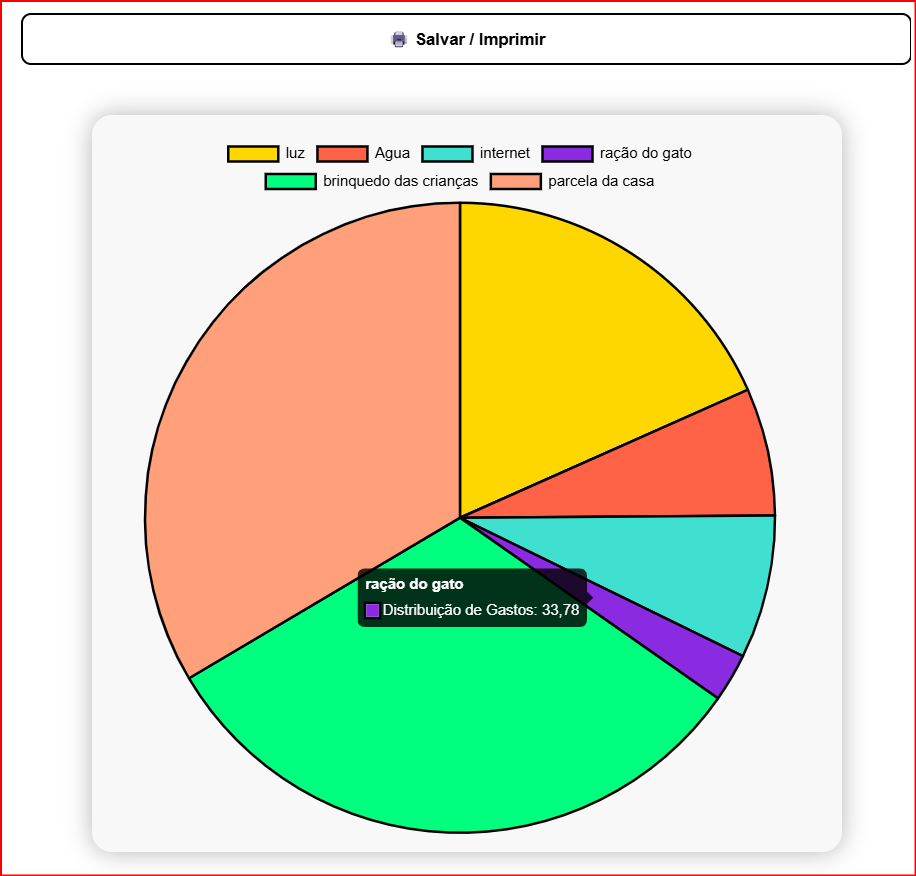 Salvar / Imprimir
luz Agua internet ração do gato
brinquedo das crianças parcela da casa
ração do gato
Distribuição de Gastos: 33,78